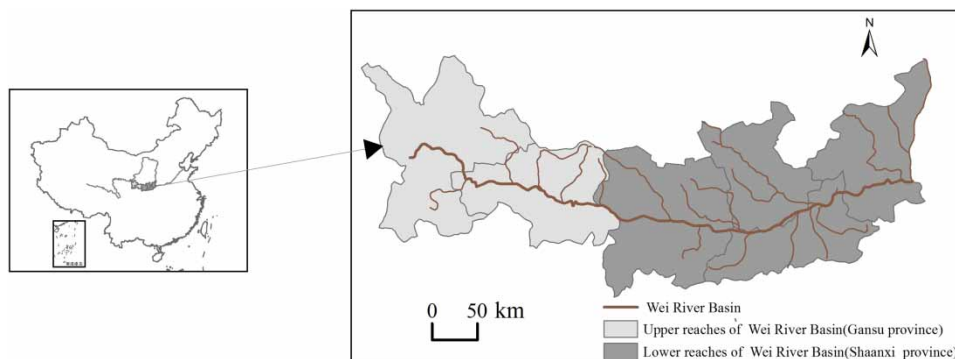 N
0 50 km
Wei River Basin
Upper reaches of Wei River Basin(Gansu province)
Lower reaches of Wei River Basin(Shaanxi province)